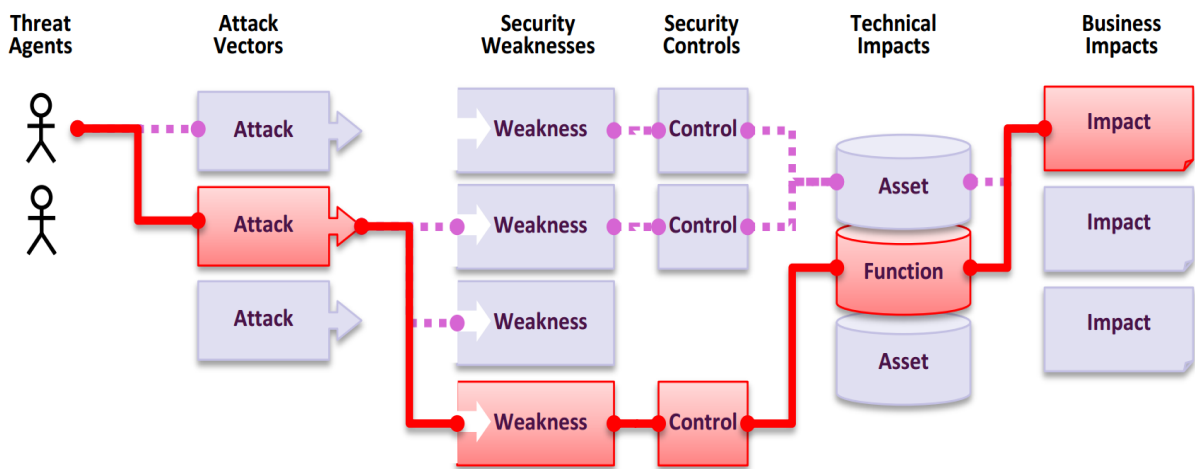 Threat Attack Security Security Technical Business
Agents Vectors Weaknesses Controls Impacts Impacts
Attack Weakness Control Impact
Asset
Attack Weakness Control Impact
Function
Attack Weakness Impact
Asset
Weakness Control